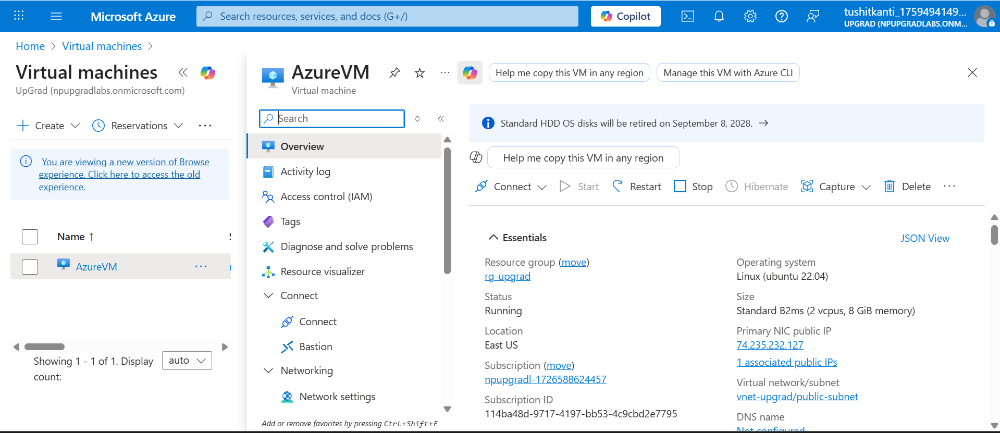 Microsoft Azure
Search resources, services, and docs (G+/)
Copilot
tushitkanti_1759494149...
UPGRAD (NPUPGRADLABS.ONM...
Home > Virtual machines >
Virtual machines
UpGrad (npupgradlabs.onmicrosoft.com)
Create
Reservations
You are viewing a new version of Browse
experience. Click here to access the old
experience.
Name ↑
AzureVM
Showing 1 - 1 of 1. Display
count:
auto
AzureVM
Virtual machine
Help me copy this VM in any region
Manage this VM with Azure CLI
Search
Overview
Activity log
Access control (IAM)
Tags
Diagnose and solve problems
Resource visualizer
Connect
Connect
Bastion
Networking
Network settings
Add or remove favorites by pressing Ctrl+Shift+F
Standard HDD OS disks will be retired on September 8, 2028. →
Help me copy this VM in any region
Connect
Start
Restart
Stop
Hibernate
Capture
Delete
Essentials
JSON View
Resource group (move)
rg-upgrad
Status
Running
Location
East US
Subscription (move)
npupgradl-1726588624457
Subscription ID
114ba48d-9717-4197-bb53-4c9cbd2e7795
Operating system
Linux (ubuntu 22.04)
Size
Standard B2ms (2 vcpus, 8 GiB memory)
Primary NIC public IP
74.235.232.127
1 associated public IPs
Virtual network/subnet
vnet-upgrad/public-subnet
DNS name
Not configured